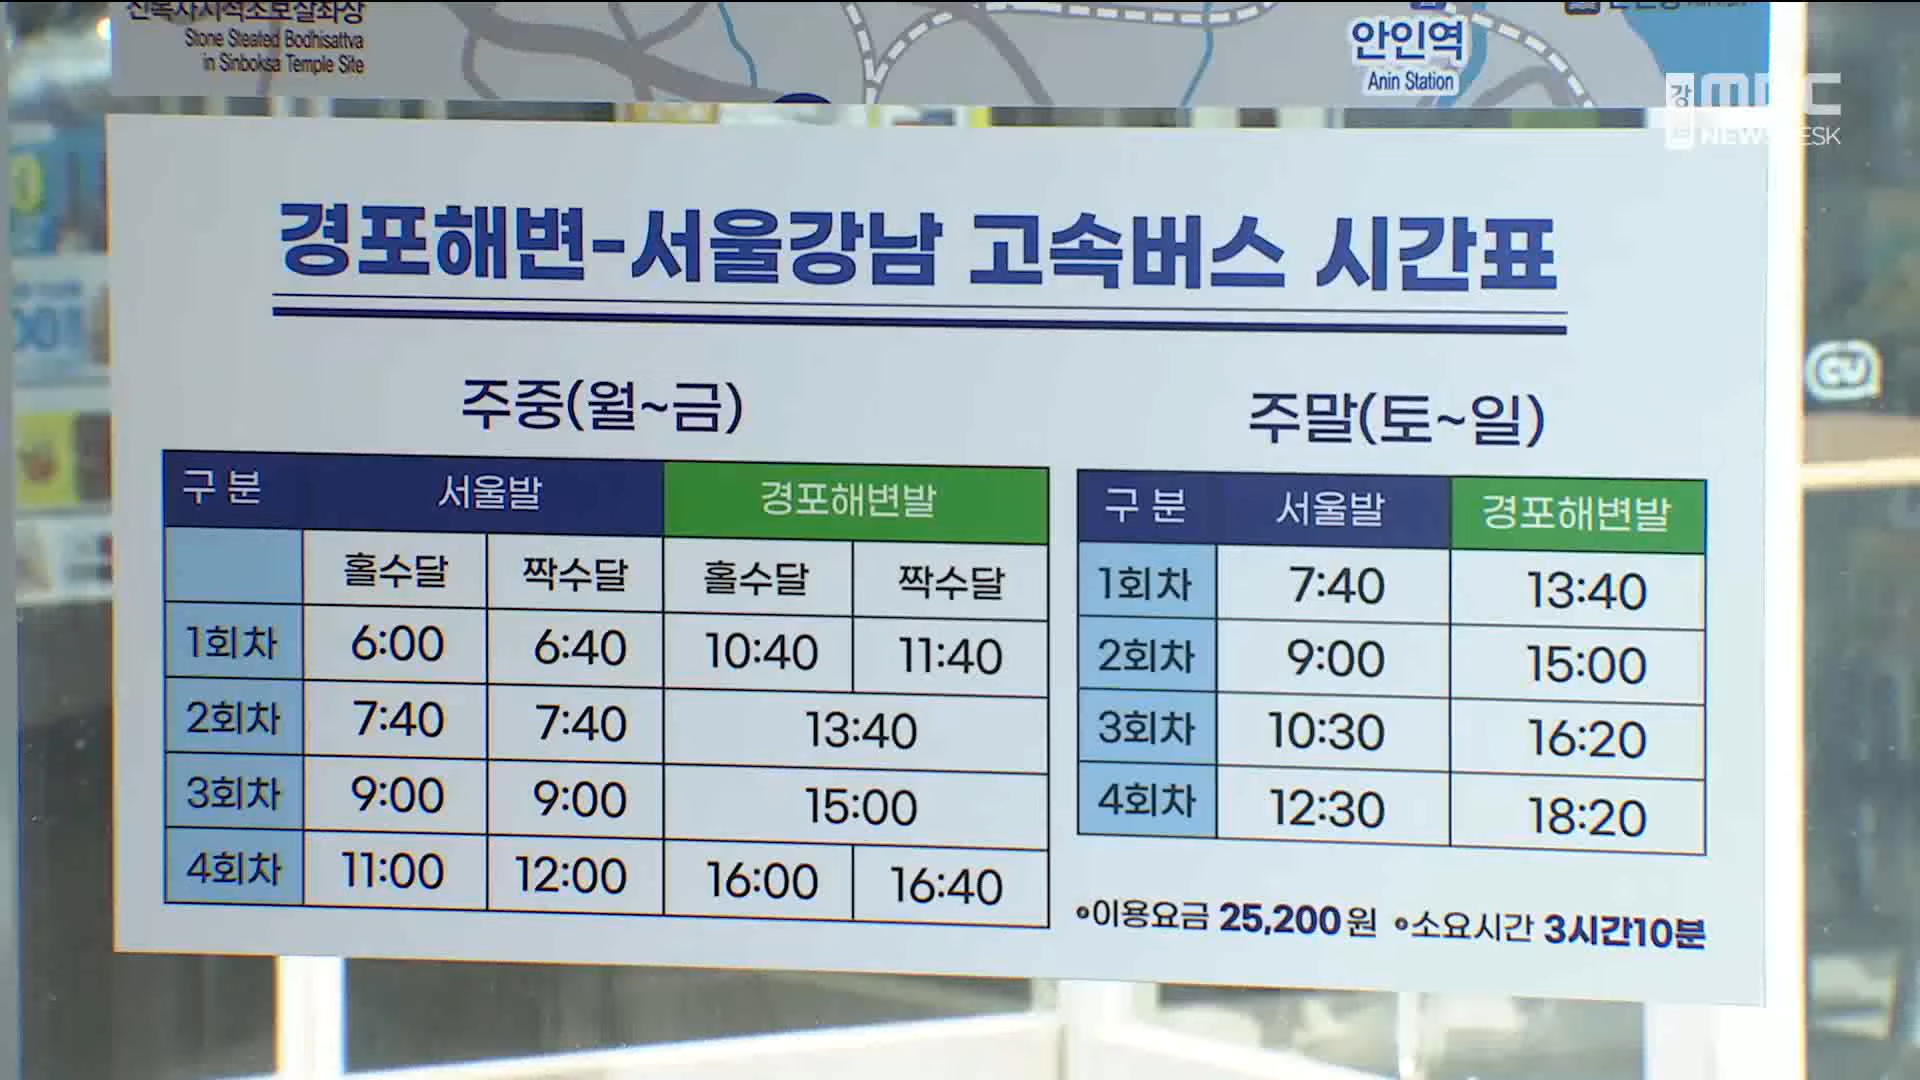 Stone Steated Bodhisattva
in Sinboksa Temple Site
안인역
Anin Station
MBC
NEWSDESK
경포해변-서울강남 고속버스 시간표
주중(월~금)
구 분 서울발 경포해변발
홀수달 짝수달 홀수달 짝수달
1회차 6:00 6:40 10:40 11:40
2회차 7:40 7:40 13:40
3회차 9:00 9:00 15:00
4회차 11:00 12:00 16:00 16:40
주말(토~일)
구 분 서울발 경포해변발
1회차 7:40 13:40
2회차 9:00 15:00
3회차 10:30 16:20
4회차 12:30 18:20
•이용요금 25,200원 •소요시간 3시간10분